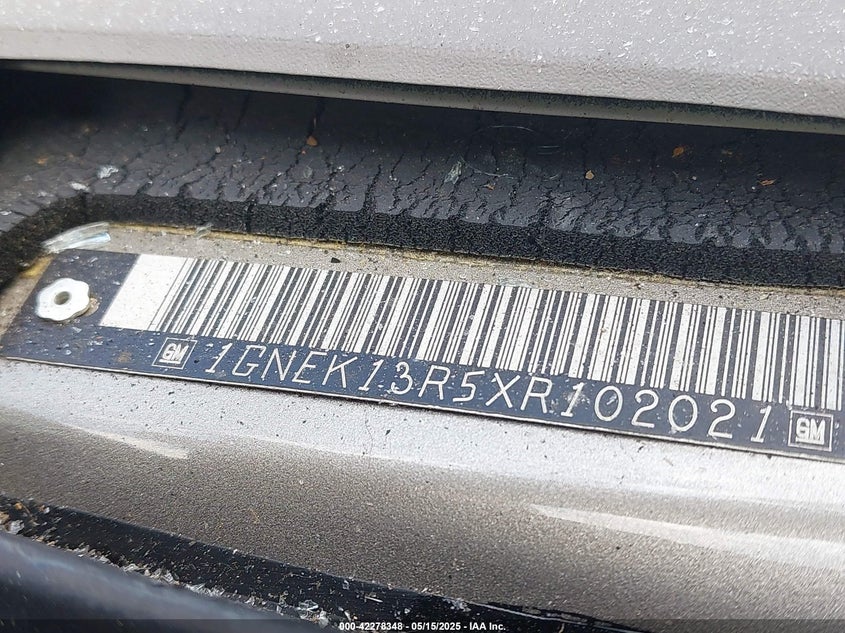 GM 1GNEK13R5XR102021 GM
000-42278348 - 05/15/2025 - IAA Inc.